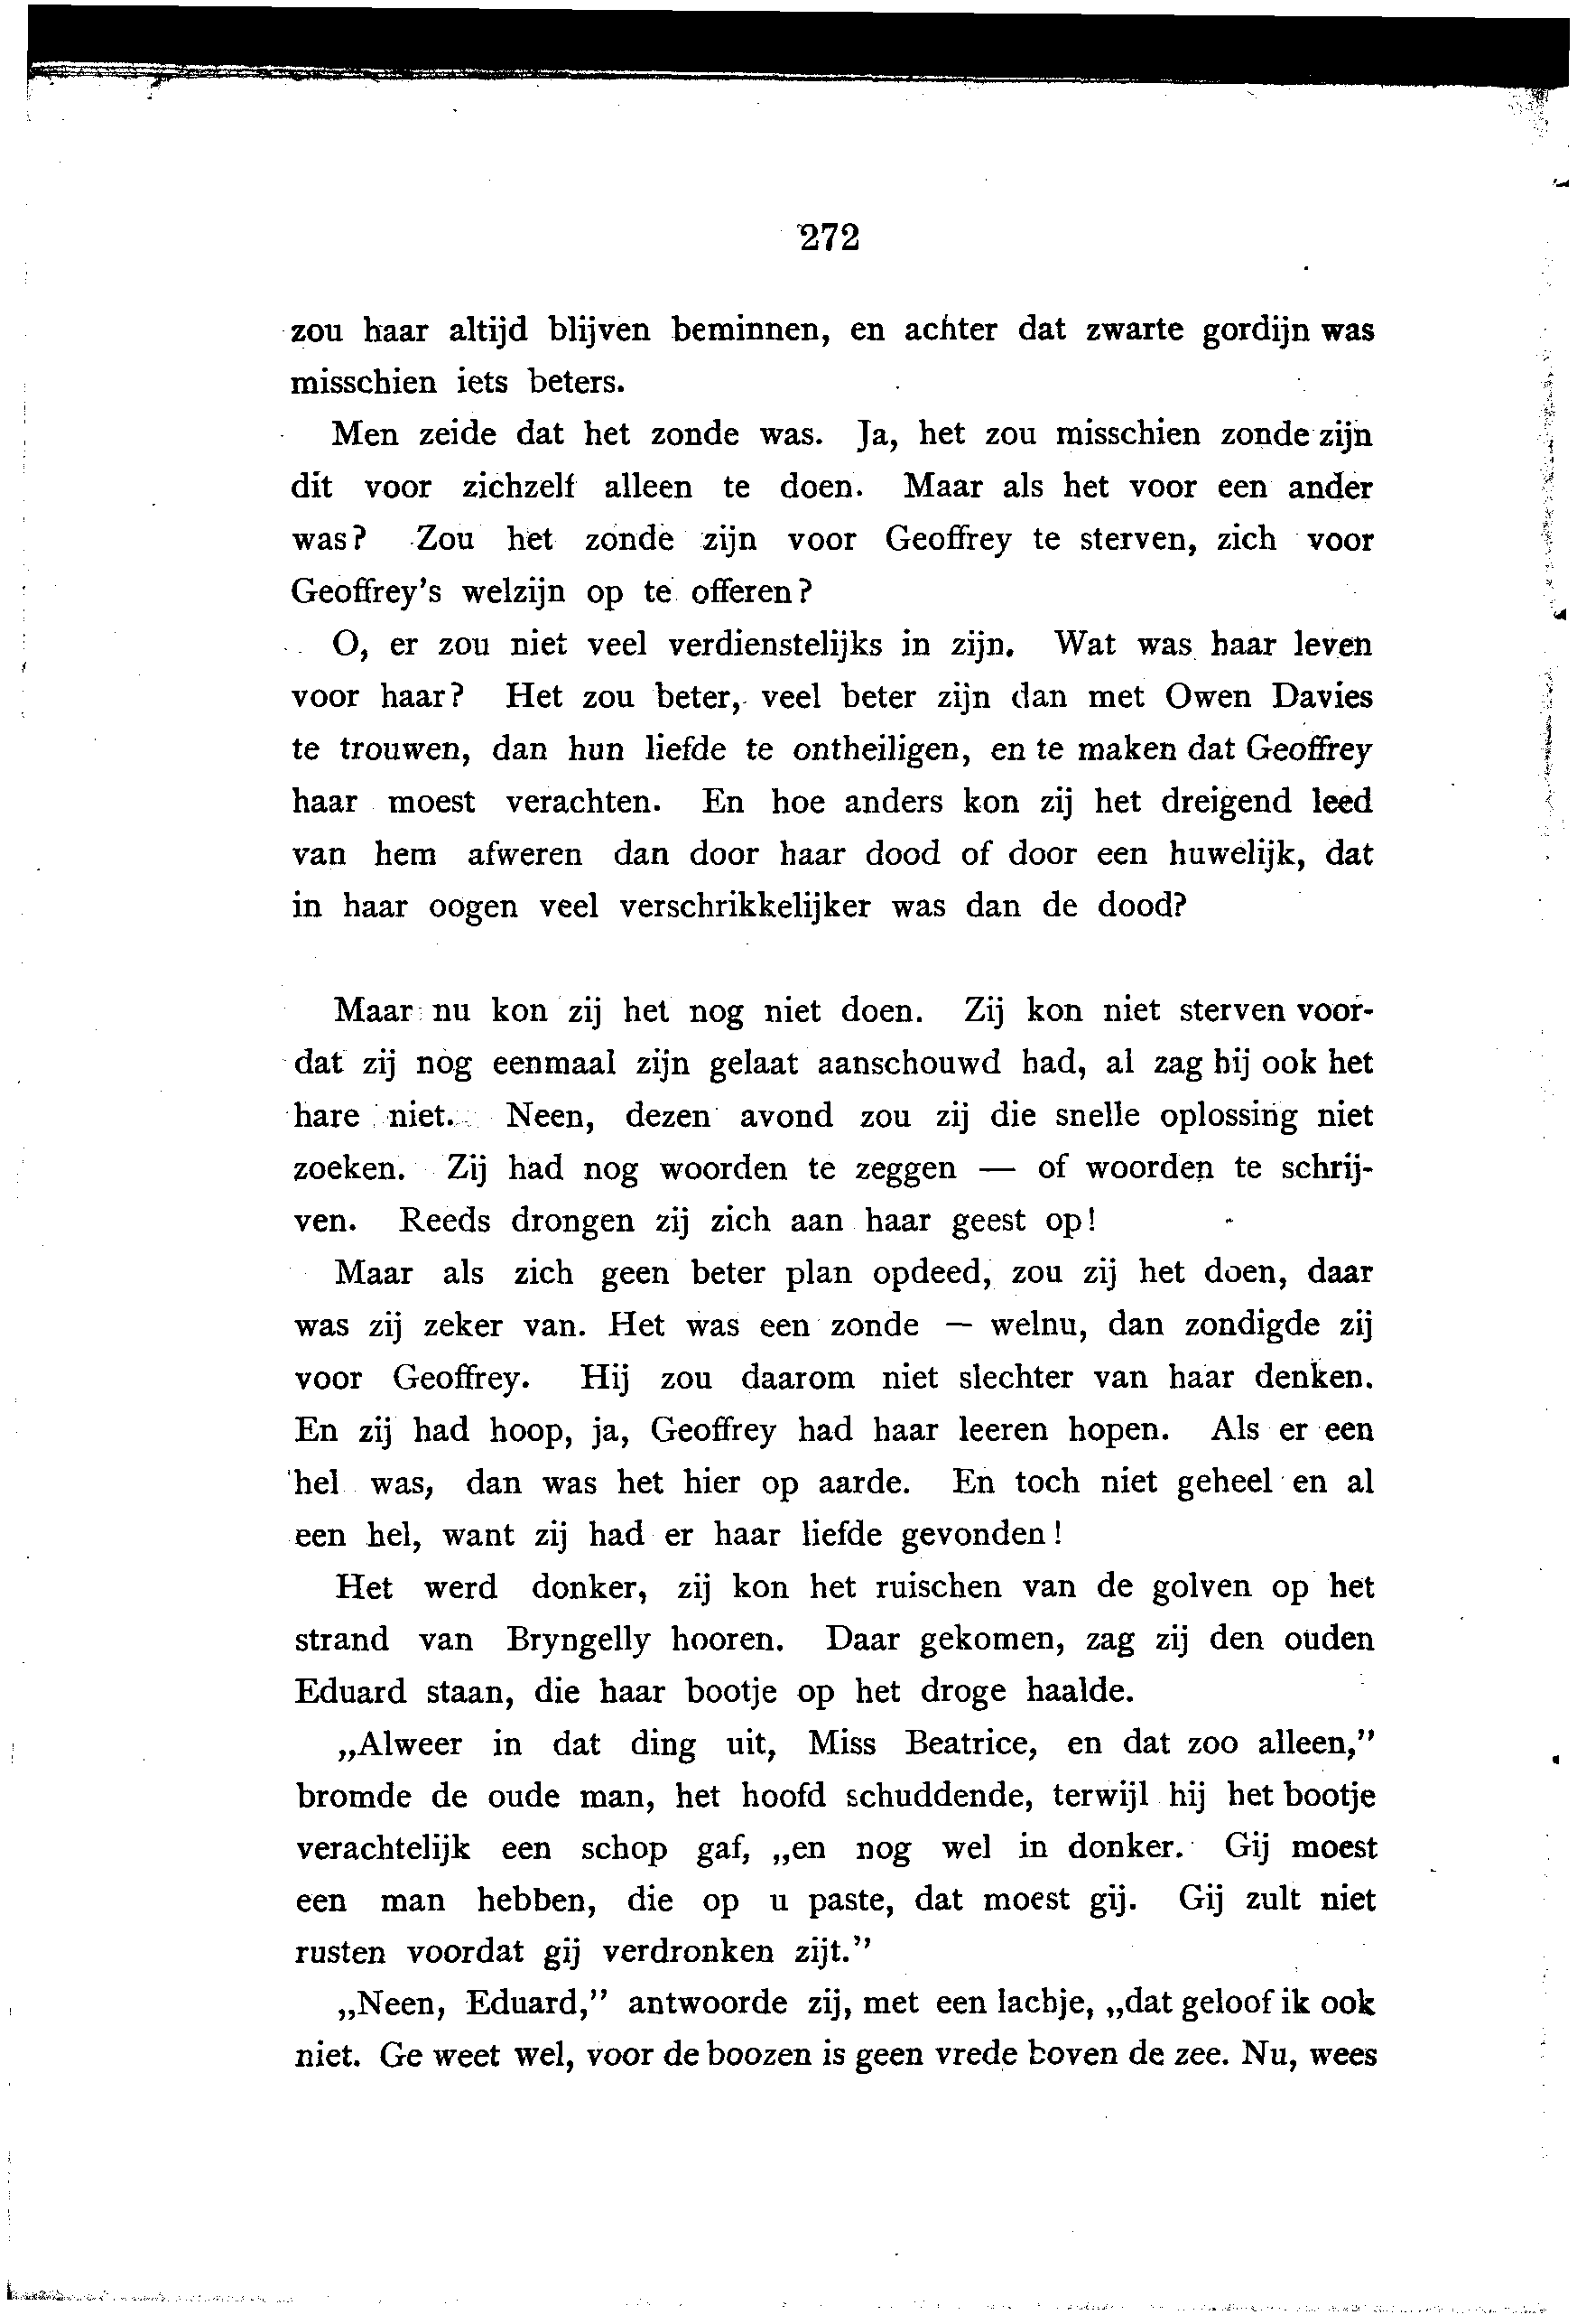 272
zou haar altijd blijven beminnen, en achter dat zwarte gordijn was
misschien iets beters.
Men zeide dat het zonde was. Ja, het zou misschien zonde zijn
dit voor zichzelf alleen te doen. Maar als het voor een ander
was? Zou het zonde zijn voor Geoffrey te sterven, zich voor
Geoffrey's welzijn op te offeren?
O, er zou niet veel verdienstelijks in zijn. Wat was haar leven
voor haar? Het zou beter, veel beter zijn dan met Owen Davies
te trouwen, dan hun liefde te ontheiligen, en te maken dat Geoffrey
haar moest verachten. En hoe anders kon zij het dreigend leed
van hem afweren dan door haar dood of door een huwelijk, dat
in haar oogen veel verschrikkelijker was dan de dood?
Maar nu kon zij het nog niet doen. Zij kon niet sterven voor-
dat zij nog eenmaal zijn gelaat aanschouwd had, al zag hij ook het
hare niet. Neen, dezen avond zou zij die snelle oplossing niet
zoeken. Zij had nog woorden te zeggen — of woorden te schrij-
ven. Reeds drongen zij zich aan haar geest op!
Maar als zich geen beter plan opdeed, zou zij het doen, daar
was zij zeker van. Het was een zonde — welnu, dan zondigde zij
voor Geoffrey. Hij zou daarom niet slechter van haar denken.
En zij had hoop, ja, Geoffrey had haar leeren hopen. Als er een
hel was, dan was het hier op aarde. En toch niet geheel en al
een hel, want zij had er haar liefde gevonden!
Het werd donker, zij kon het ruischen van de golven op het
strand van Bryngelly hooren. Daar gekomen, zag zij den ouden
Eduard staan, die haar bootje op het droge haalde.
„Alweer in dat ding uit, Miss Beatrice, en dat zoo alleen,"
bromde de oude man, het hoofd schuddende, terwijl hij het bootje
verachtelijk een schop gaf, „en nog wel in donker. Gij moest
een man hebben, die op u paste, dat moest gij. Gij zult niet
rusten voordat gij verdronken zijt."
„Neen, Eduard," antwoorde zij, met een lachje, „dat geloof ik ook
niet. Ge weet wel, voor de boozen is geen vrede boven de zee. Nu, wees